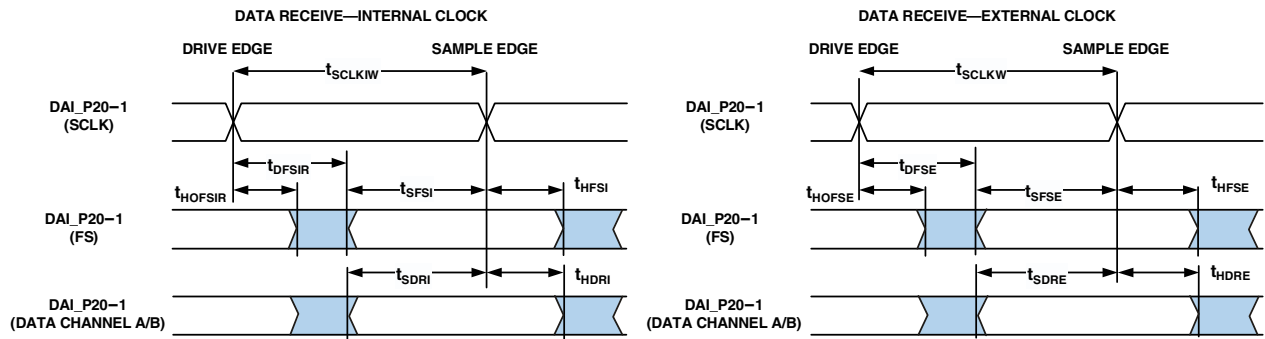 DATA RECEIVE—INTERNAL CLOCK
DRIVE EDGE
SAMPLE EDGE
tSCLKIW
DAI_P20–1
(SCLK)
tDFSIR
tHOFSIR
tSFSI
tHFSI
DAI_P20–1
(FS)
tSDRI
tHDRI
DAI_P20–1
(DATA CHANNEL A/B)
DATA RECEIVE—EXTERNAL CLOCK
DRIVE EDGE
SAMPLE EDGE
tSCLKW
DAI_P20–1
(SCLK)
tDFSE
tHOFSE
tSFSE
tHFSE
DAI_P20–1
(FS)
tSDRE
tHDRE
DAI_P20–1
(DATA CHANNEL A/B)